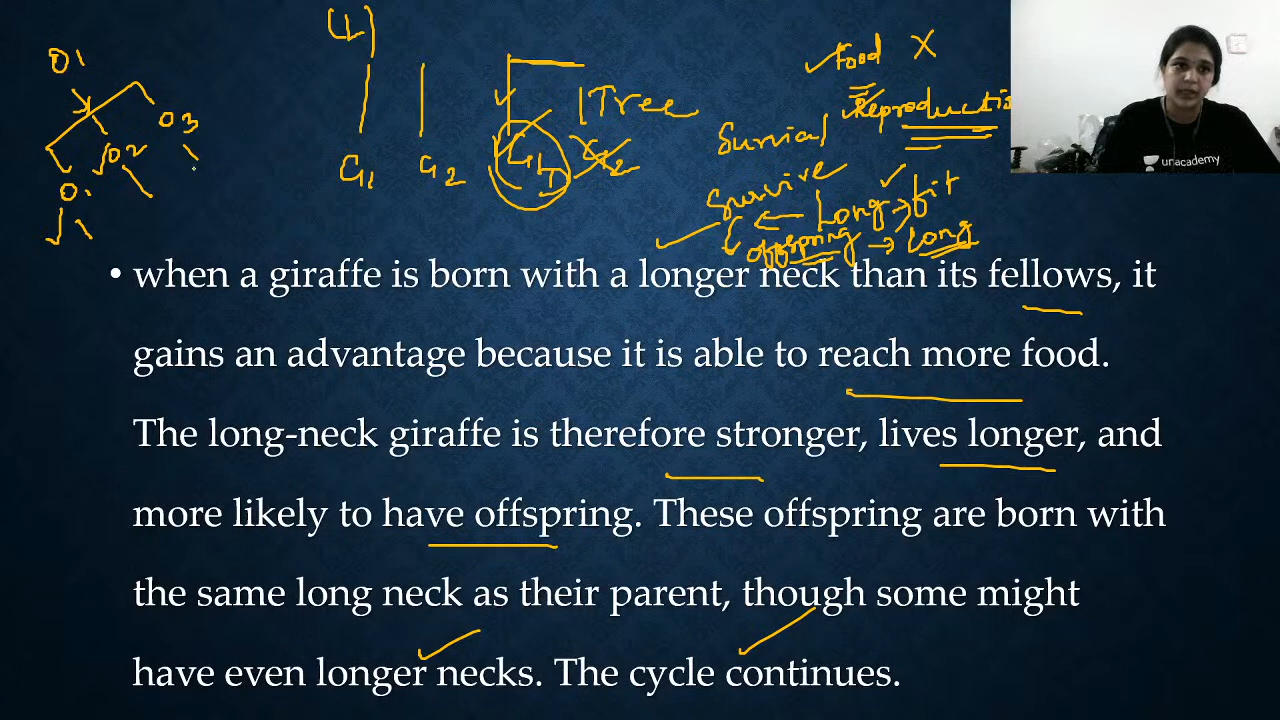 (L)
O1
Food X
Tree
Reproductio
O3
O2
Survival
unacademy
G1 G2 G2
Survive
O1
Long → fit
offspring → Long
• when a giraffe is born with a longer neck than its fellows, it
gains an advantage because it is able to reach more food.
The long-neck giraffe is therefore stronger, lives longer, and
more likely to have offspring. These offspring are born with
the same long neck as their parent, though some might
have even longer necks. The cycle continues.